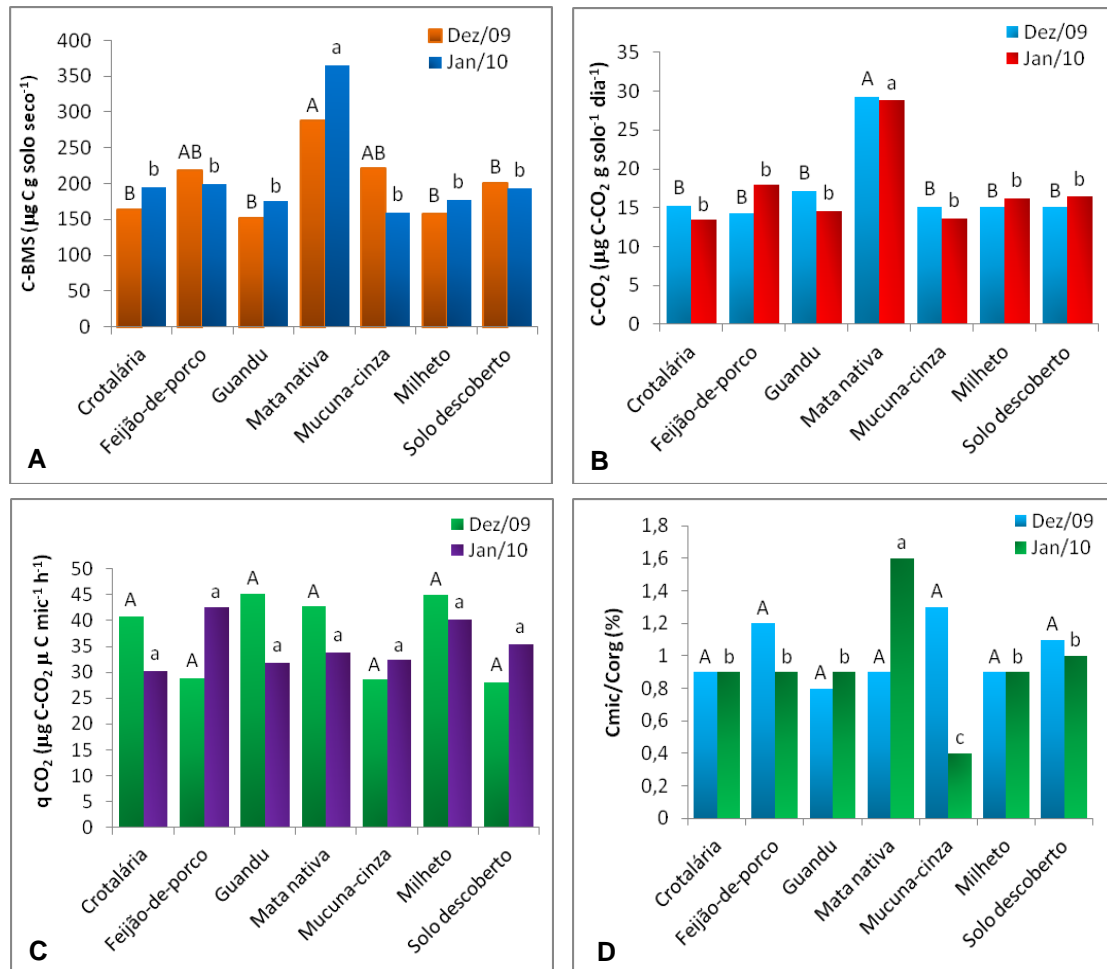 Dez/09
Jan/10
C-BMS (µg C g solo seco⁻¹)
400
350
300
250
200
150
100
50
0
B b AB b B b A a AB b B b B b
Crotalária
Feijão-de-porco
Guandu
Mata nativa
Mucuna-cinza
Milheto
Solo descoberto
A
Dez/09
Jan/10
C-CO₂ (µg C-CO₂ g solo⁻¹ dia⁻¹)
35
30
25
20
15
10
5
0
B b B b B b A a B b B b B b
Crotalária
Feijão-de-porco
Guandu
Mata nativa
Mucuna-cinza
Milheto
Solo descoberto
B
Dez/09
Jan/10
q CO₂ (µg C-CO₂ µ C mic⁻¹ h⁻¹)
50
45
40
35
30
25
20
15
10
5
0
A a A a A a A a A a A a A a
Crotalária
Feijão-de-porco
Guandu
Mata nativa
Mucuna-cinza
Milheto
Solo descoberto
C
Dez/09
Jan/10
Cmic/Corg (%)
1,8
1,6
1,4
1,2
1
0,8
0,6
0,4
0,2
0
A b A b A b A a A c A b A b
Crotalária
Feijão-de-porco
Guandu
Mata nativa
Mucuna-cinza
Milheto
Solo descoberto
D